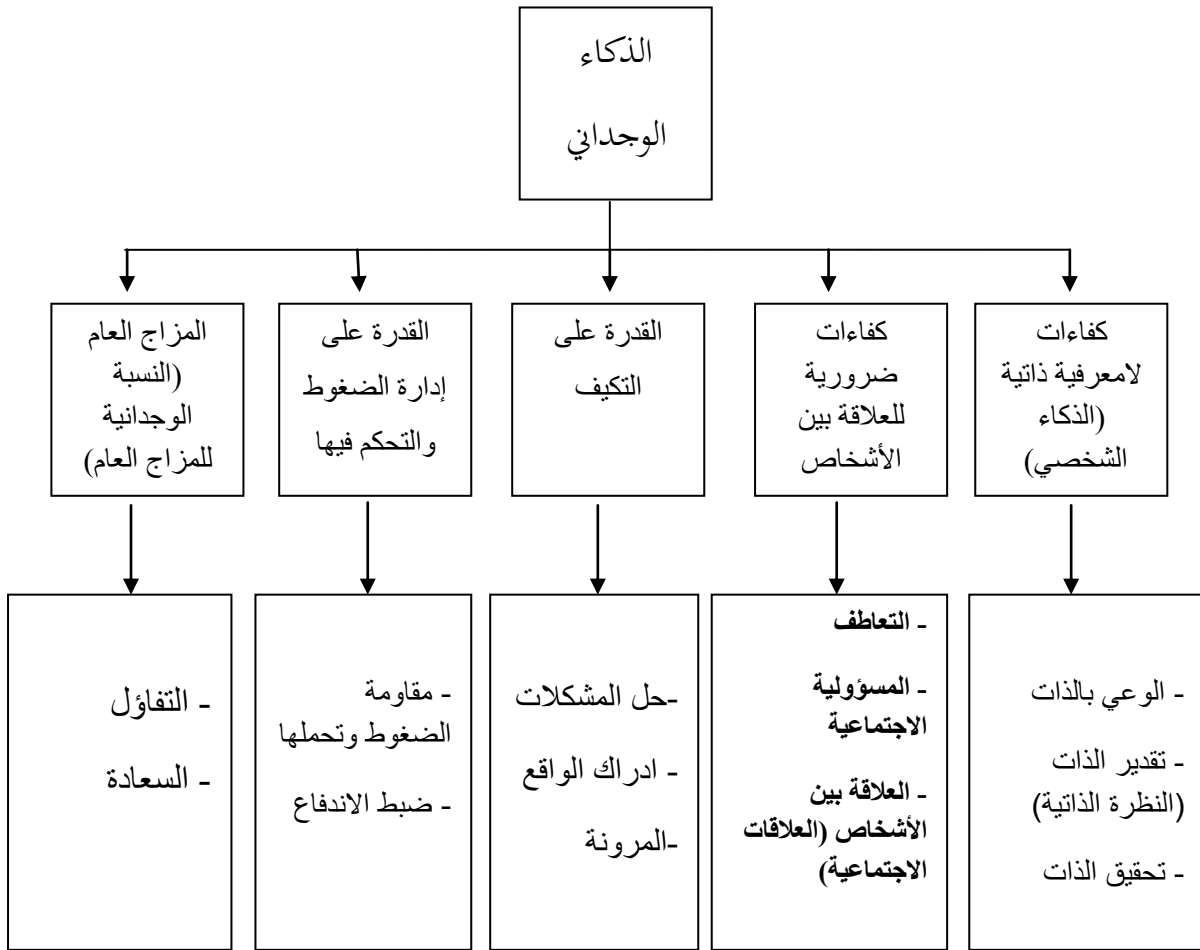 الذكاء
الوجداني
كفاءات
لامعرفية ذاتية
(الذكاء
الشخصي)
كفاءات
ضرورية
للعلاقة بين
الأشخاص
القدرة على
التكيف
القدرة على
إدارة الضغوط
والتحكم فيها
المزاج العام
(النسبة
الوجدانية
للمزاج العام)
- الوعي بالذات
- تقدير الذات
(النظرة الذاتية)
- تحقيق الذات
- التعاطف
- المسؤولية
الاجتماعية
- العلاقة بين
الأشخاص (العلاقات
الاجتماعية)
-حل المشكلات
- ادراك الواقع
-المرونة
- مقاومة
الضغوط وتحملها
- ضبط الاندفاع
- التفاؤل
- السعادة